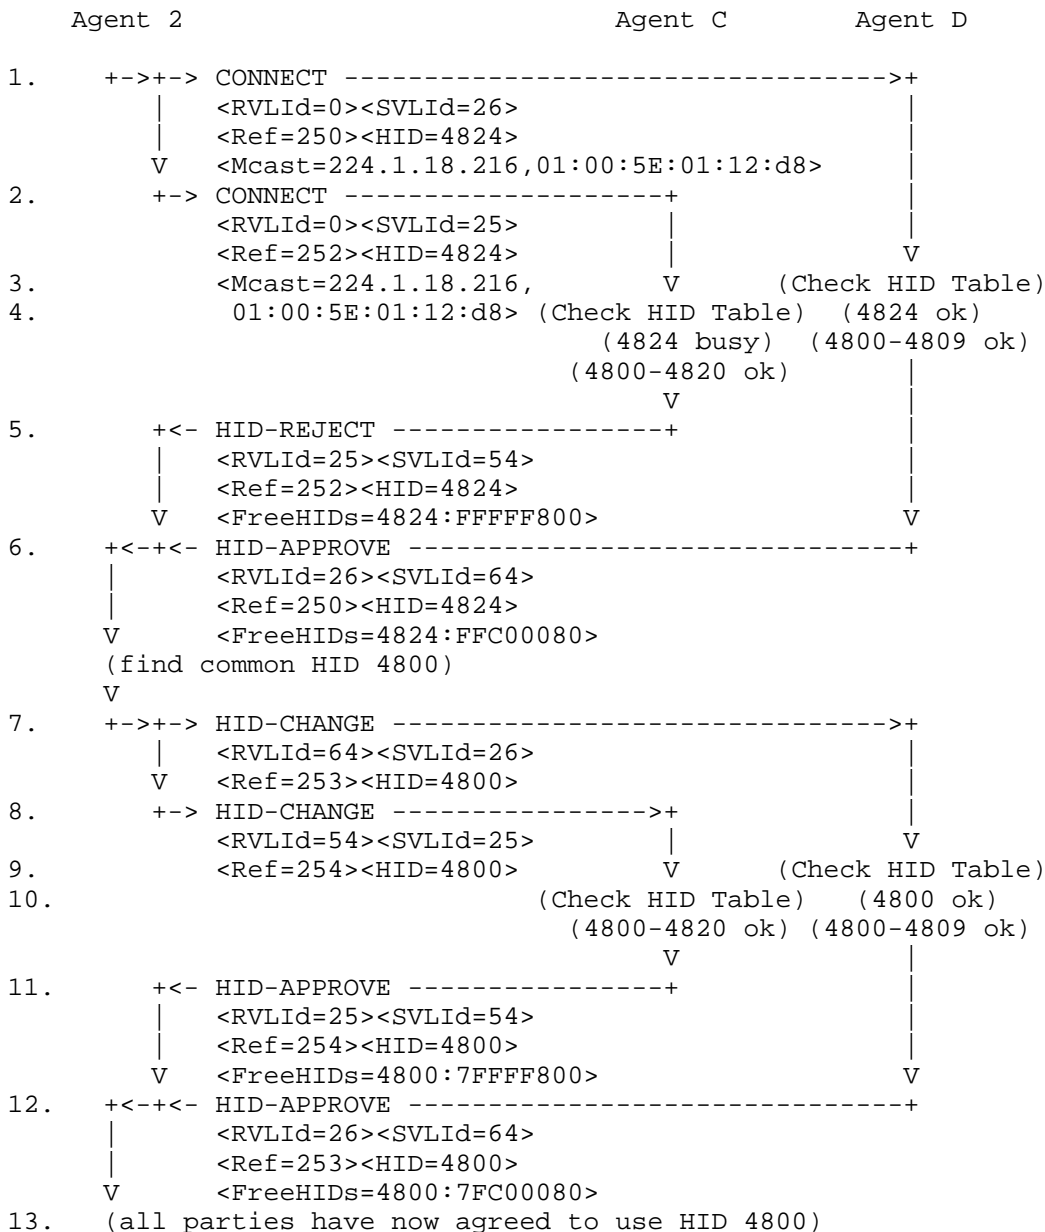 Agent 2                           Agent C        Agent D
1.     +->+-> CONNECT ---------------------------------->+
          |   <RVLId=0><SVLId=26>                        |
          |   <Ref=250><HID=4824>                        |
          V   <Mcast=224.1.18.216,01:00:5E:01:12:d8>     |
2.        +-> CONNECT --------------------+              |
              <RVLId=0><SVLId=25>         |              |
              <Ref=252><HID=4824>         |              V
3.            <Mcast=224.1.18.216,        V      (Check HID Table)
4.             01:00:5E:01:12:d8> (Check HID Table)  (4824 ok)
                                      (4824 busy)  (4800-4809 ok)
                                    (4800-4820 ok)       |
                                          V              |
5.        +<- HID-REJECT -----------------+              |
          |   <RVLId=25><SVLId=54>                       |
          |   <Ref=252><HID=4824>                        |
          V   <FreeHIDs=4824:FFFFF800>                   V
6.     +<-+<- HID-APPROVE -------------------------------+
       |      <RVLId=26><SVLId=64>
       |      <Ref=250><HID=4824>
       V      <FreeHIDs=4824:FFC00080>
       (find common HID 4800)
       V
7.     +->+-> HID-CHANGE ------------------------------->+
          |   <RVLId=64><SVLId=26>                       |
          V   <Ref=253><HID=4800>                        |
8.        +-> HID-CHANGE ---------------->+              |
              <RVLId=54><SVLId=25>        |              V
9.            <Ref=254><HID=4800>         V      (Check HID Table)
10.                               (Check HID Table)   (4800 ok)
                                    (4800-4820 ok) (4800-4809 ok)
                                          V              |
11.       +<- HID-APPROVE ----------------+              |
          |   <RVLId=25><SVLId=54>                       |
          |   <Ref=254><HID=4800>                        |
          V   <FreeHIDs=4800:7FFFF800>                   V
12.    +<-+<- HID-APPROVE -------------------------------+
       |      <RVLId=26><SVLId=64>
       |      <Ref=253><HID=4800>
       V      <FreeHIDs=4800:7FC00080>
13.    (all parties have now agreed to use HID 4800)